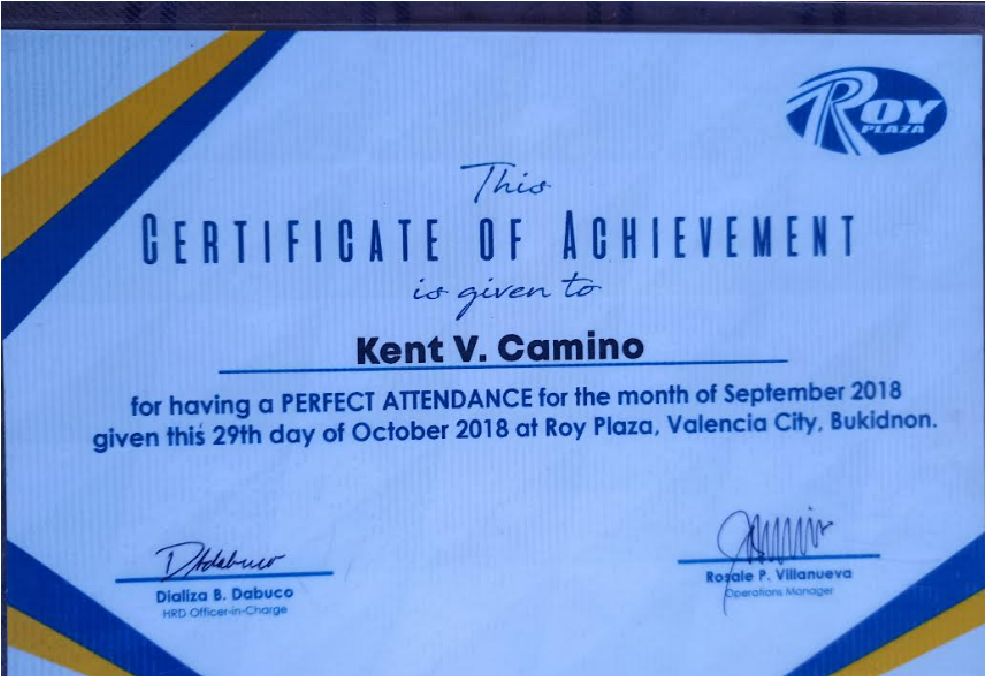 ROY
PLAZA
This
CERTIFICATE OF ACHIEVEMENT
is given to
Kent V. Camino
for having a PERFECT ATTENDANCE for the month of September 2018
given this 29th day of October 2018 at Roy Plaza, Valencia City, Bukidnon.
DBdabuco
Dializa B. Dabuco
HRD Officer-in-Charge
Rozale P. Villanueva
Operations Manager